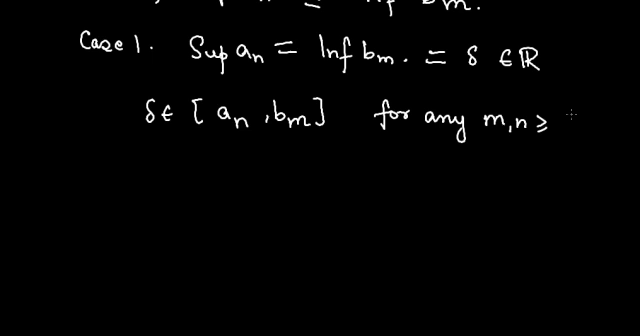 Case 1. Sup aₙ = Inf bₘ. = δ ∈ ℝ
δ ∈ [aₙ, bₘ] for any m,n ≥